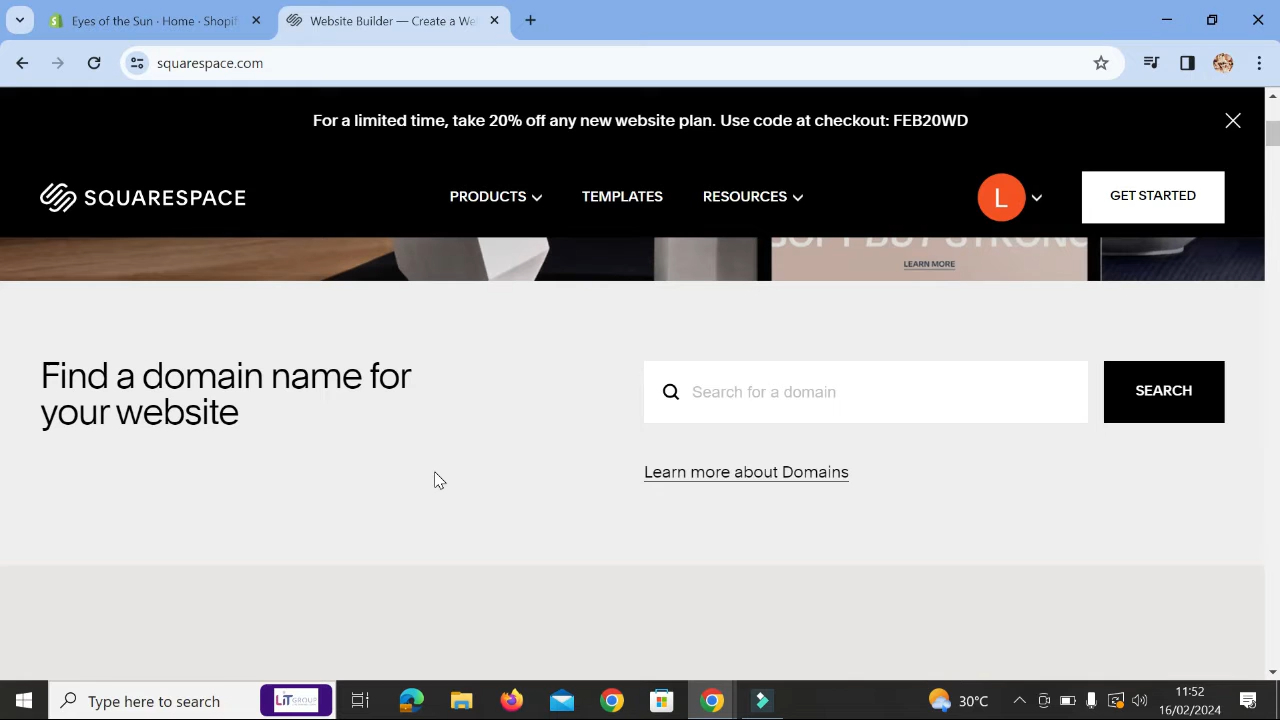 Eyes of the Sun · Home · Shopif
Website Builder — Create a We
squarespace.com
For a limited time, take 20% off any new website plan. Use code at checkout: FEB20WD
SQUARESPACE
PRODUCTS
TEMPLATES
RESOURCES
L
GET STARTED
LEARN MORE
Find a domain name for
your website
Search for a domain
SEARCH
Learn more about Domains
Type here to search
LiT GROUP
30°C
11:52
16/02/2024